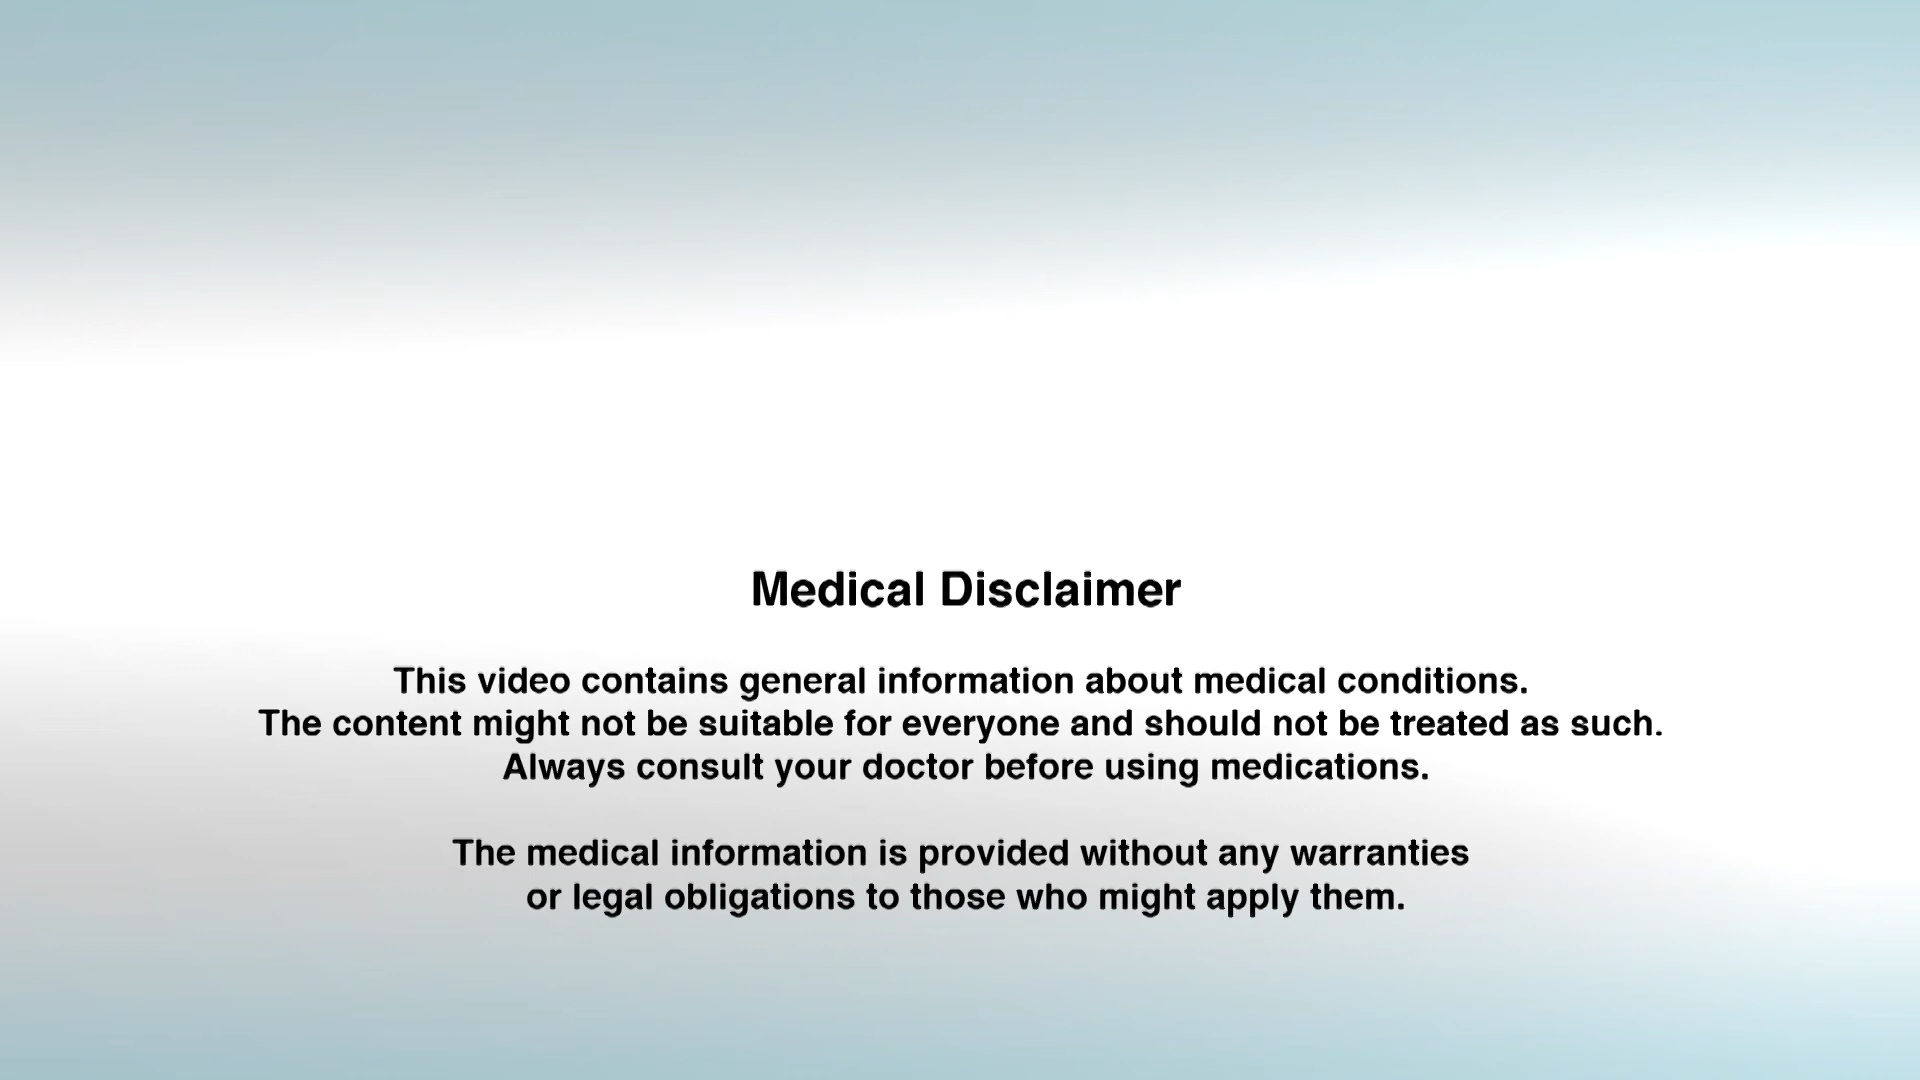 Medical Disclaimer
This video contains general information about medical conditions.
The content might not be suitable for everyone and should not be treated as such.
Always consult your doctor before using medications.
The medical information is provided without any warranties
or legal obligations to those who might apply them.